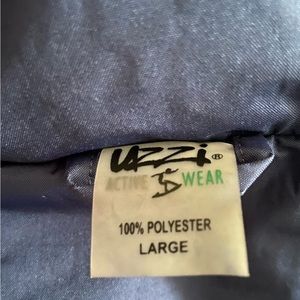 UZZI®
ACTIVE WEAR
100% POLYESTER
LARGE